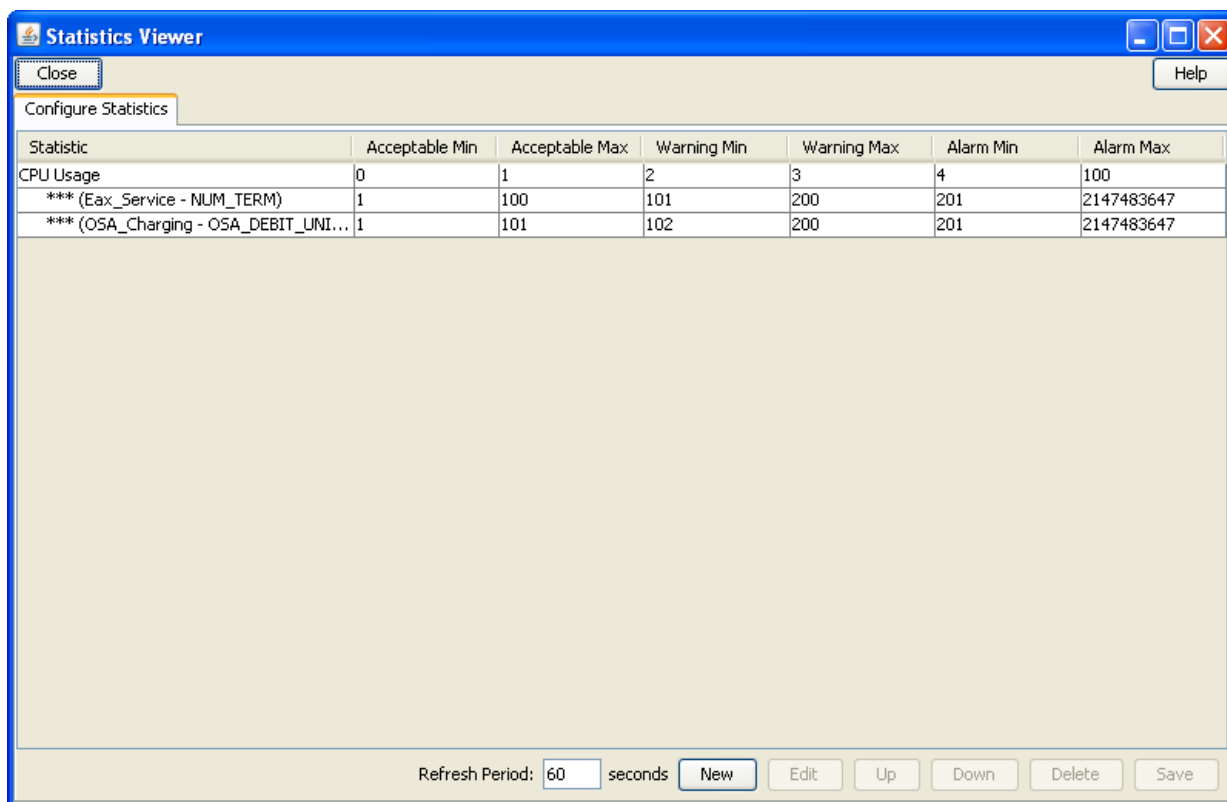 Statistics Viewer
Close Help
Configure Statistics
Statistic Acceptable Min Acceptable Max Warning Min Warning Max Alarm Min Alarm Max
CPU Usage 0 1 2 3 4 100
*** (Eax_Service - NUM_TERM) 1 100 101 200 201 2147483647
*** (OSA_Charging - OSA_DEBIT_UNI... 1 101 102 200 201 2147483647
Refresh Period: 60 seconds New Edit Up Down Delete Save